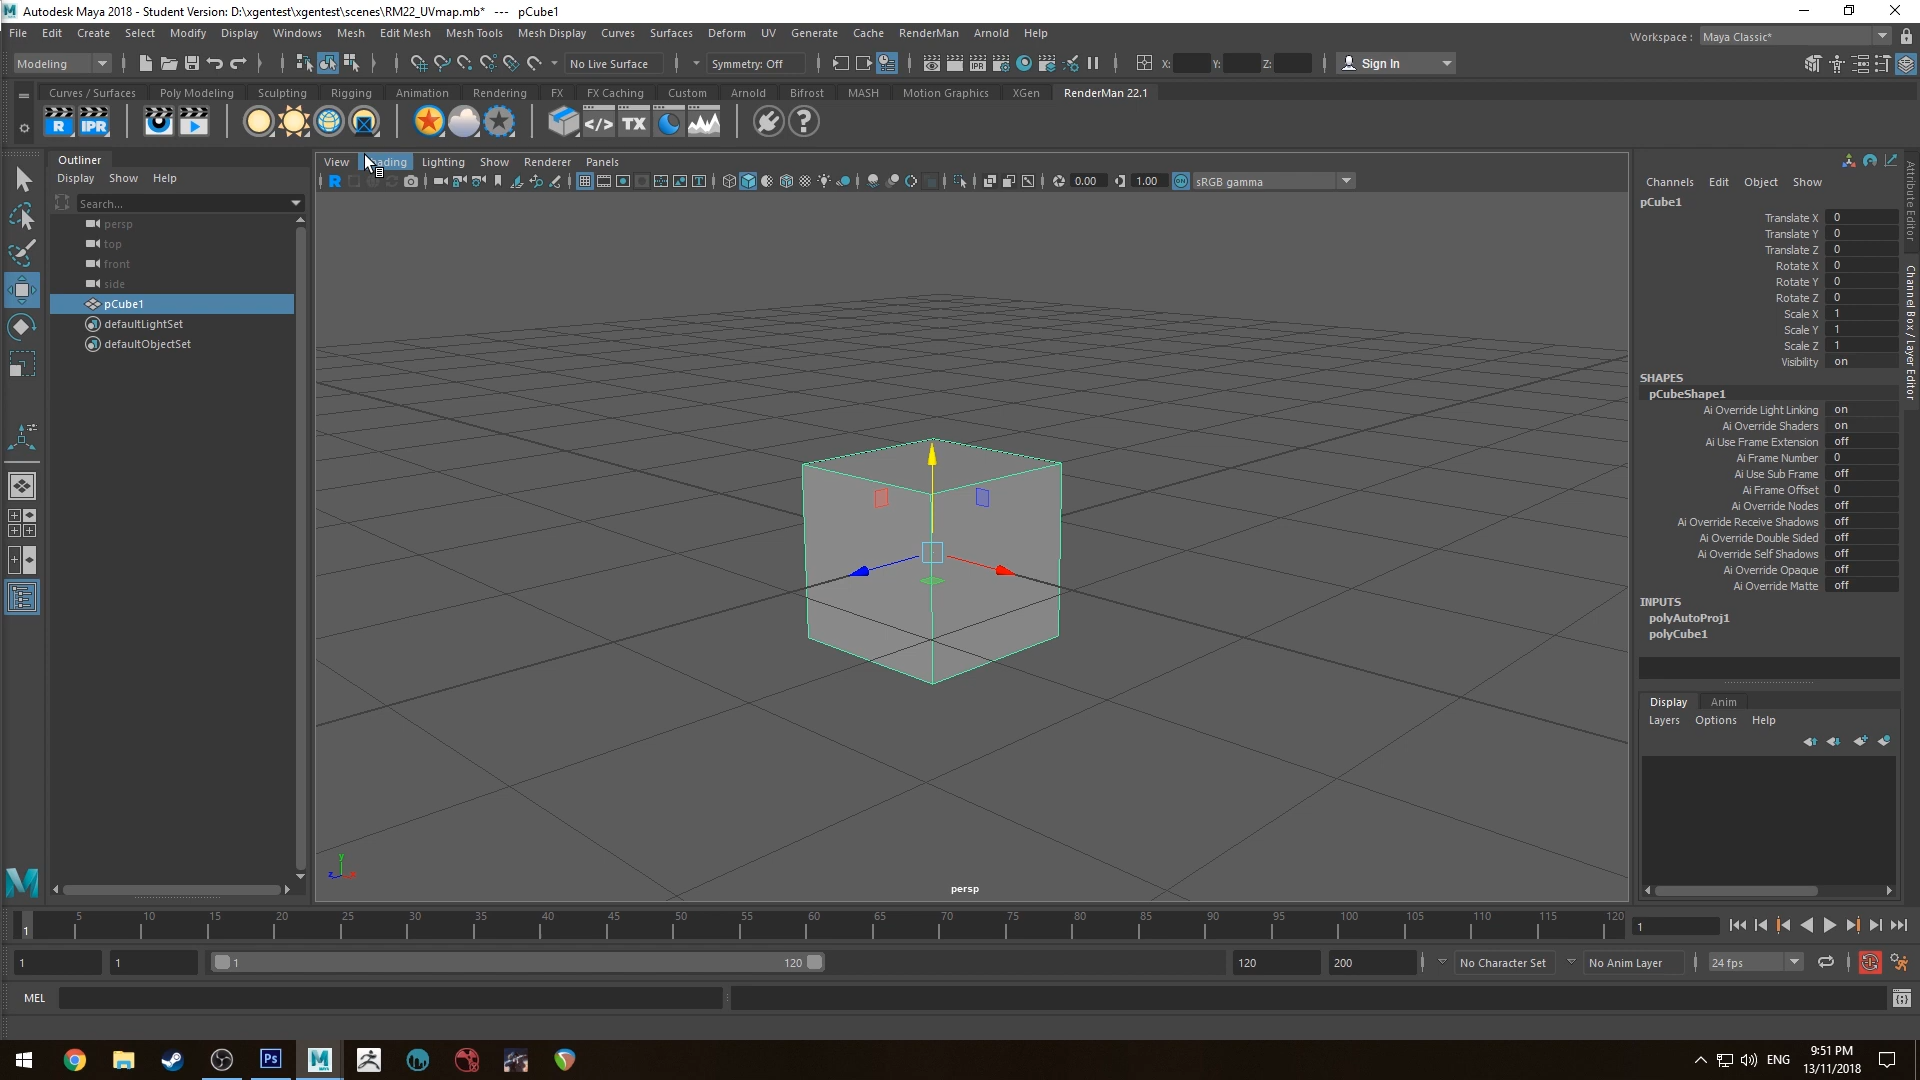 Autodesk Maya 2018 - Student Version: D:\xgentest\xgentest\scenes\RM22_UVmap.mb* --- pCube1
File Edit Create Select Modify Display Windows Mesh Edit Mesh Mesh Tools Mesh Display Curves Surfaces Deform UV Generate Cache RenderMan Arnold Help
Workspace : Maya Classic*
Modeling No Live Surface Symmetry: Off IPR X: Y: Z: Sign In
Curves / Surfaces Poly Modeling Sculpting Rigging Animation Rendering FX FX Caching Custom Arnold Bifrost MASH Motion Graphics XGen RenderMan 22.1
R IPR </> TX ?
Outliner
Display Show Help
Search...
persp
top
front
side
pCube1
defaultLightSet
defaultObjectSet
View ading Lighting Show Renderer Panels
R 0.00 1.00 ON sRGB gamma
y
z x
persp
Channels Edit Object Show
pCube1
Translate X 0
Translate Y 0
Translate Z 0
Rotate X 0
Rotate Y 0
Rotate Z 0
Scale X 1
Scale Y 1
Scale Z 1
Visibility on
SHAPES
pCubeShape1
Ai Override Light Linking on
Ai Override Shaders on
Ai Use Frame Extension off
Ai Frame Number 0
Ai Use Sub Frame off
Ai Frame Offset 0
Ai Override Nodes off
Ai Override Receive Shadows off
Ai Override Double Sided off
Ai Override Self Shadows off
Ai Override Opaque off
Ai Override Matte off
INPUTS
polyAutoProj1
polyCube1
Attribute Editor
Channel Box / Layer Editor
Display Anim
Layers Options Help
1 5 10 15 20 25 30 35 40 45 50 55 60 65 70 75 80 85 90 95 100 105 110 115 120 1
1 1 1 120 120 200 No Character Set No Anim Layer 24 fps
MEL
Ps ENG
9:51 PM
13/11/2018